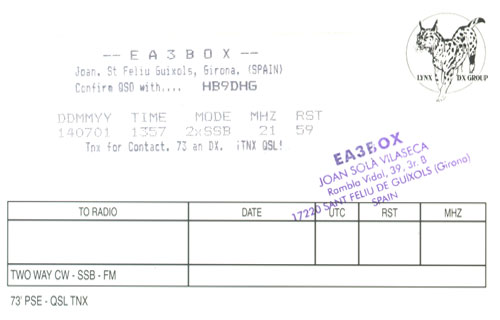 -- EA3BOX --
Joan. St Feliu Guixols, Girona. (SPAIN)
Confirm QSO with.... HB9DHG
DDMMYY TIME MODE MHZ RST
140701 1357 2xSSB 21 59
Tnx for Contact. 73 an DX. ¡TNX QSL!
LYNX DX GROUP
EA3BOX
JOAN SOLÀ VILASECA
Rambla Vidal, 39, 3r. B
17220 SANT FELIU DE GUIXOLS (Girona)
SPAIN
TO RADIO DATE UTC RST MHZ
TWO WAY CW - SSB - FM
73' PSE - QSL TNX